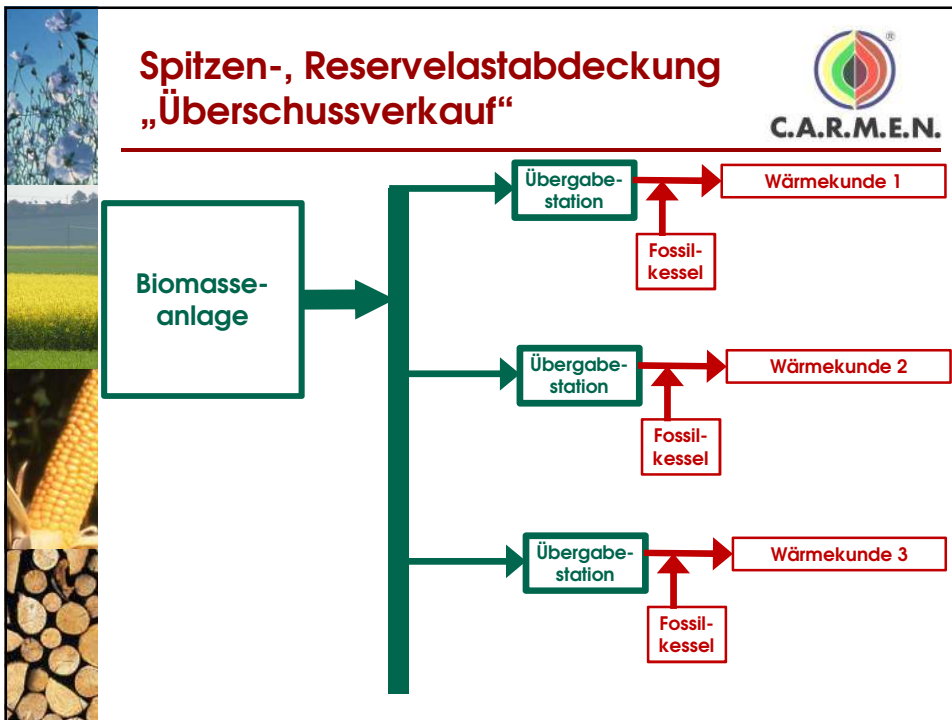 Spitzen-, Reservelastabdeckung
„Überschussverkauf“
®
C.A.R.M.E.N.
Biomasse-
anlage
Übergabe-
station
Wärmekunde 1
Fossil-
kessel
Übergabe-
station
Wärmekunde 2
Fossil-
kessel
Übergabe-
station
Wärmekunde 3
Fossil-
kessel